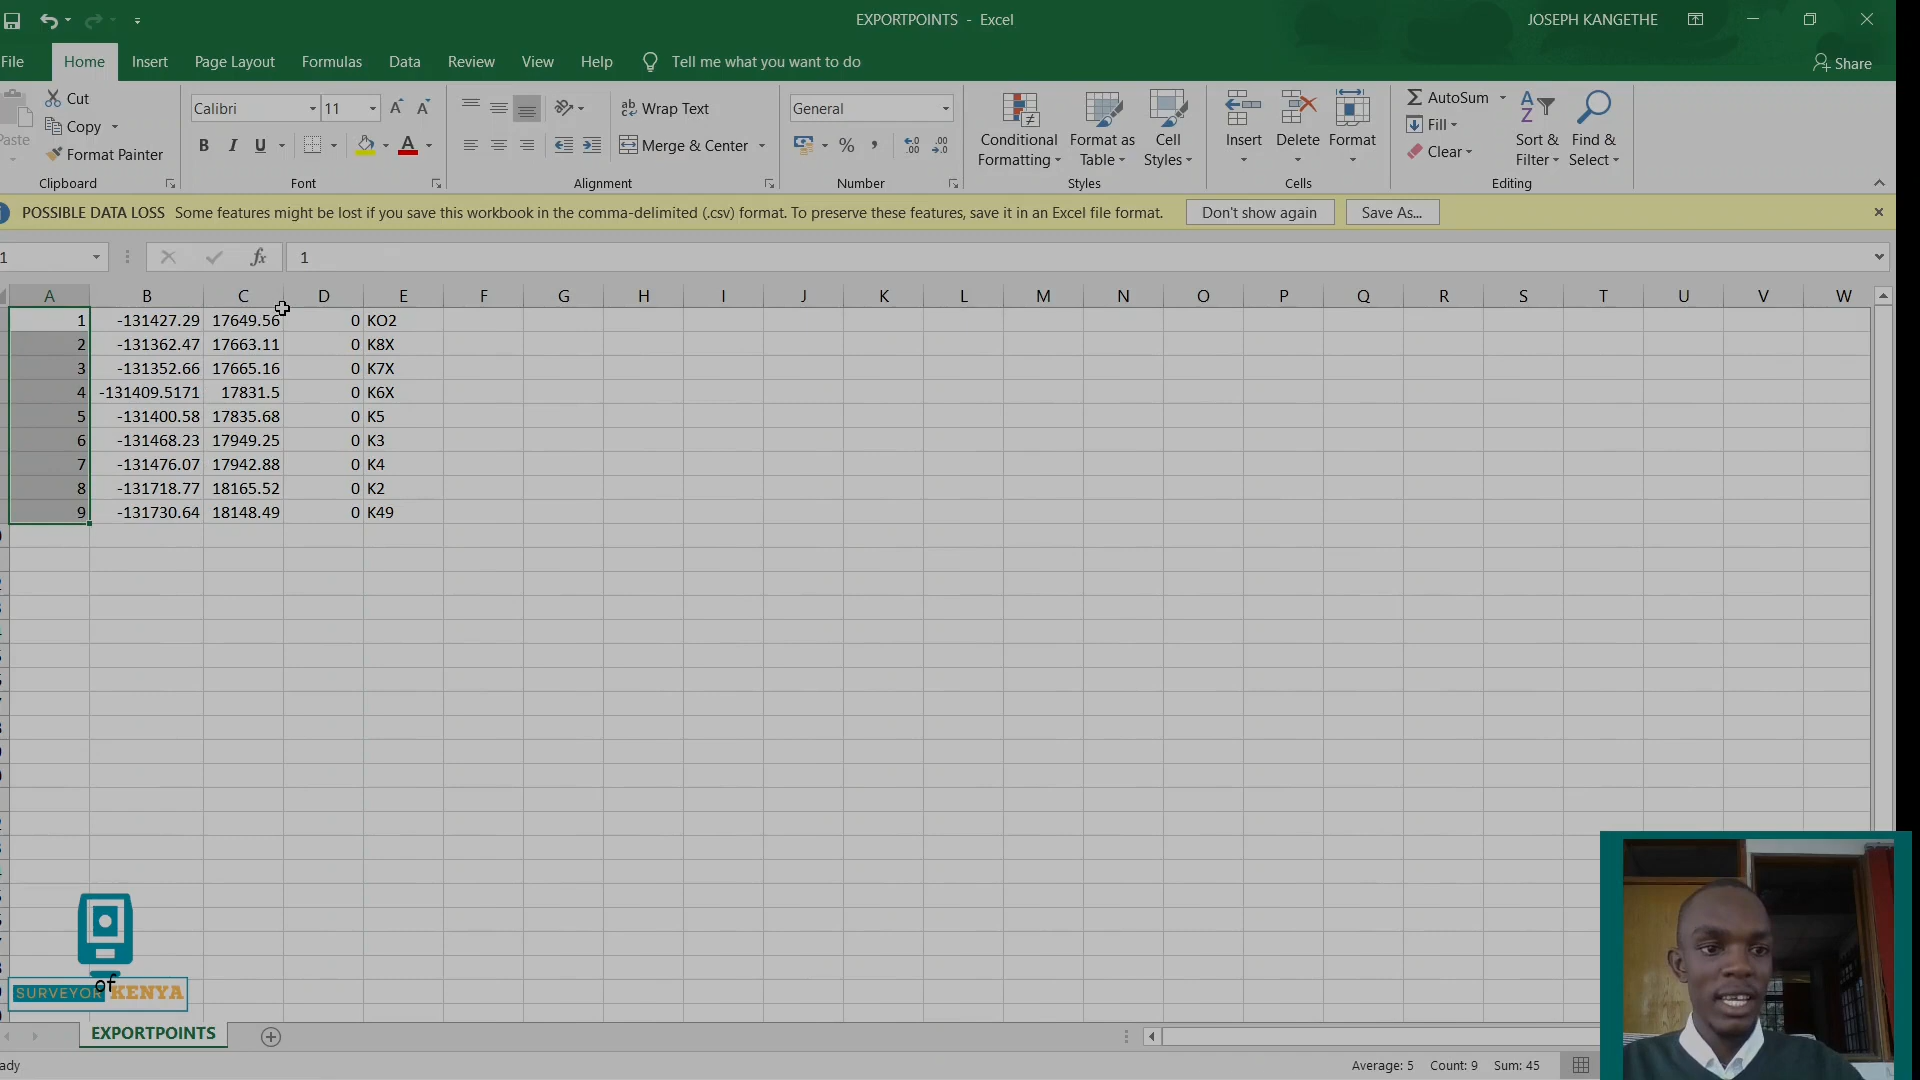 EXPORTPOINTS - Excel
JOSEPH KANGETHE
File Home Insert Page Layout Formulas Data Review View Help Tell me what you want to do
Share
Paste
Cut
Copy
Format Painter
Clipboard
Calibri 11
B I U A
Font
Wrap Text
Merge & Center
Alignment
General
%
Number
Conditional Formatting
Format as Table
Cell Styles
Styles
Insert
Delete
Format
Cells
AutoSum
Fill
Clear
Sort & Filter
Find & Select
Editing
POSSIBLE DATA LOSS Some features might be lost if you save this workbook in the comma-delimited (.csv) format. To preserve these features, save it in an Excel file format. Don't show again Save As...
1 fx 1
A B C D E F G H I J K L M N O P Q R S T U V W
1 -131427.29 17649.56 0 KO2
2 -131362.47 17663.11 0 K8X
3 -131352.66 17665.16 0 K7X
4 -131409.5171 17831.5 0 K6X
5 -131400.58 17835.68 0 K5
6 -131468.23 17949.25 0 K3
7 -131476.07 17942.88 0 K4
8 -131718.77 18165.52 0 K2
9 -131730.64 18148.49 0 K49
SURVEYOR of KENYA
EXPORTPOINTS
ady
Average: 5 Count: 9 Sum: 45